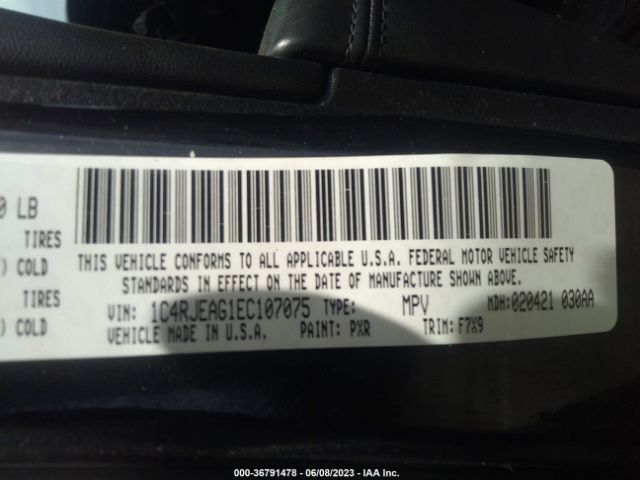 0 LB
TIRES
COLD
TIRES
COLD
THIS VEHICLE CONFORMS TO ALL APPLICABLE U.S.A. FEDERAL MOTOR VEHICLE SAFETY
STANDARDS IN EFFECT ON THE DATE OF MANUFACTURE SHOWN ABOVE.
VIN: 1C4RJEAG1EC107075 TYPE: MPV MDH:020421 030AA
VEHICLE MADE IN U.S.A. PAINT: PXR TRIM: F7X9
000-36791478 - 06/08/2023 - IAA Inc.